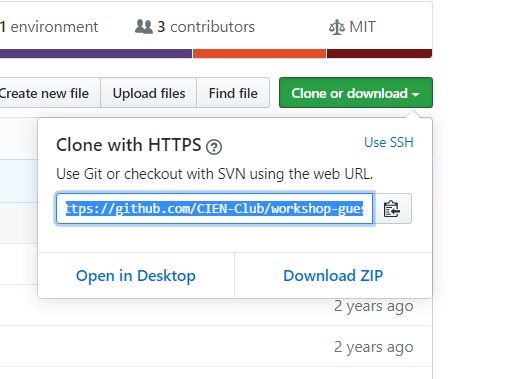 1 environment
3 contributors
MIT
Create new file
Upload files
Find file
Clone or download
Clone with HTTPS
Use SSH
Use Git or checkout with SVN using the web URL.
ttps://github.com/CIEN-Club/workshop-gues
Open in Desktop
Download ZIP
2 years ago
2 years ago